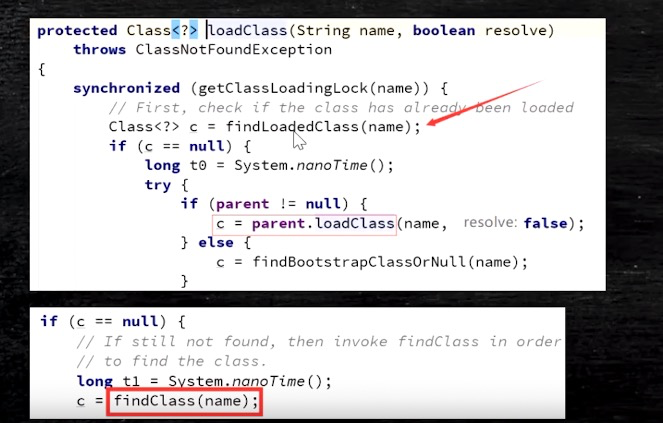 protected Class<?> loadClass(String name, boolean resolve)
throws ClassNotFoundException
{
synchronized (getClassLoadingLock(name)) {
// First, check if the class has already been loaded
Class<?> c = findLoadedClass(name);
if (c == null) {
long t0 = System.nanoTime();
try {
if (parent != null) {
c = parent.loadClass(name, resolve: false);
} else {
c = findBootstrapClassOrNull(name);
}
if (c == null) {
// If still not found, then invoke findClass in order
// to find the class.
long t1 = System.nanoTime();
c = findClass(name);